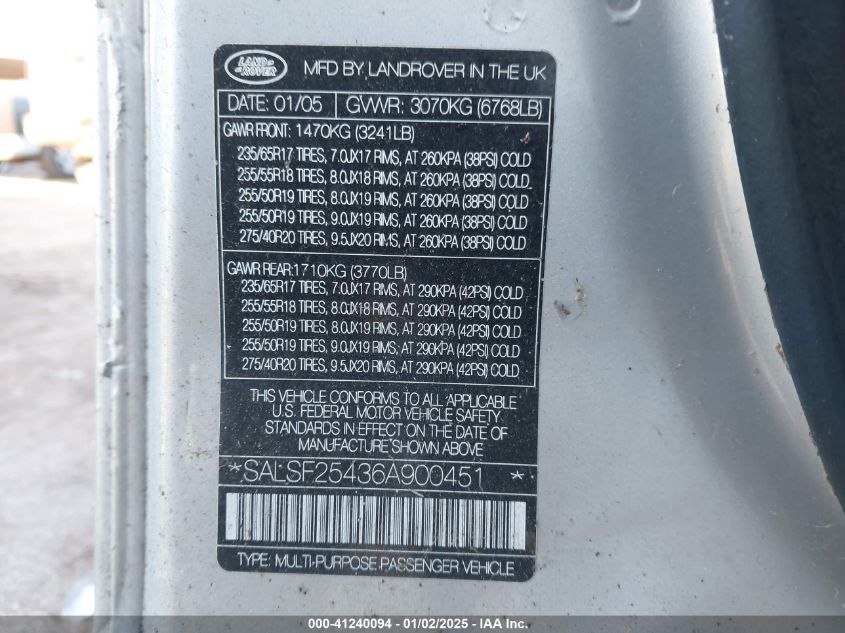 LAND ROVER
MFD BY LANDROVER IN THE UK
DATE: 01/05 GVWR: 3070KG (6768LB)
GAWR FRONT: 1470KG (3241LB)
235/65R17 TIRES, 7.0JX17 RIMS, AT 260KPA (38PSI) COLD
255/55R18 TIRES, 8.0JX18 RIMS, AT 260KPA (38PSI) COLD
255/50R19 TIRES, 8.0JX19 RIMS, AT 260KPA (38PSI) COLD
255/50R19 TIRES, 9.0JX19 RIMS, AT 260KPA (38PSI) COLD
275/40R20 TIRES, 9.5JX20 RIMS, AT 260KPA (38PSI) COLD
GAWR REAR: 1710KG (3770LB)
235/65R17 TIRES, 7.0JX17 RIMS, AT 290KPA (42PSI) COLD
255/55R18 TIRES, 8.0JX18 RIMS, AT 290KPA (42PSI) COLD
255/50R19 TIRES, 8.0JX19 RIMS, AT 290KPA (42PSI) COLD
255/50R19 TIRES, 9.0JX19 RIMS, AT 290KPA (42PSI) COLD
275/40R20 TIRES, 9.5JX20 RIMS, AT 290KPA (42PSI) COLD
THIS VEHICLE CONFORMS TO ALL APPLICABLE
U.S. FEDERAL MOTOR VEHICLE SAFETY
STANDARDS IN EFFECT ON THE DATE OF
MANUFACTURE SHOWN ABOVE
*SALSF25436A900451 *
TYPE: MULTI-PURPOSE PASSENGER VEHICLE
000-41240094 - 01/02/2025 - IAA Inc.